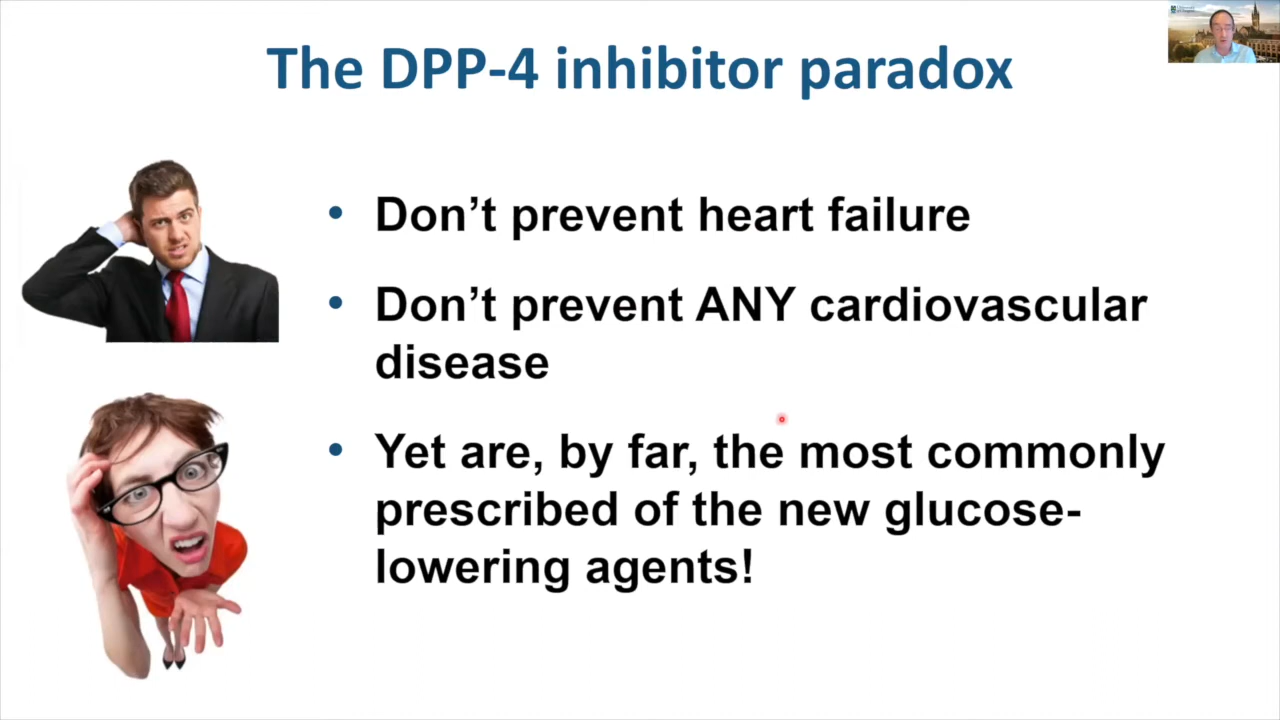 The DPP-4 inhibitor paradox
• Don’t prevent heart failure
• Don’t prevent ANY cardiovascular
disease
• Yet are, by far, the most commonly
prescribed of the new glucose-
lowering agents!